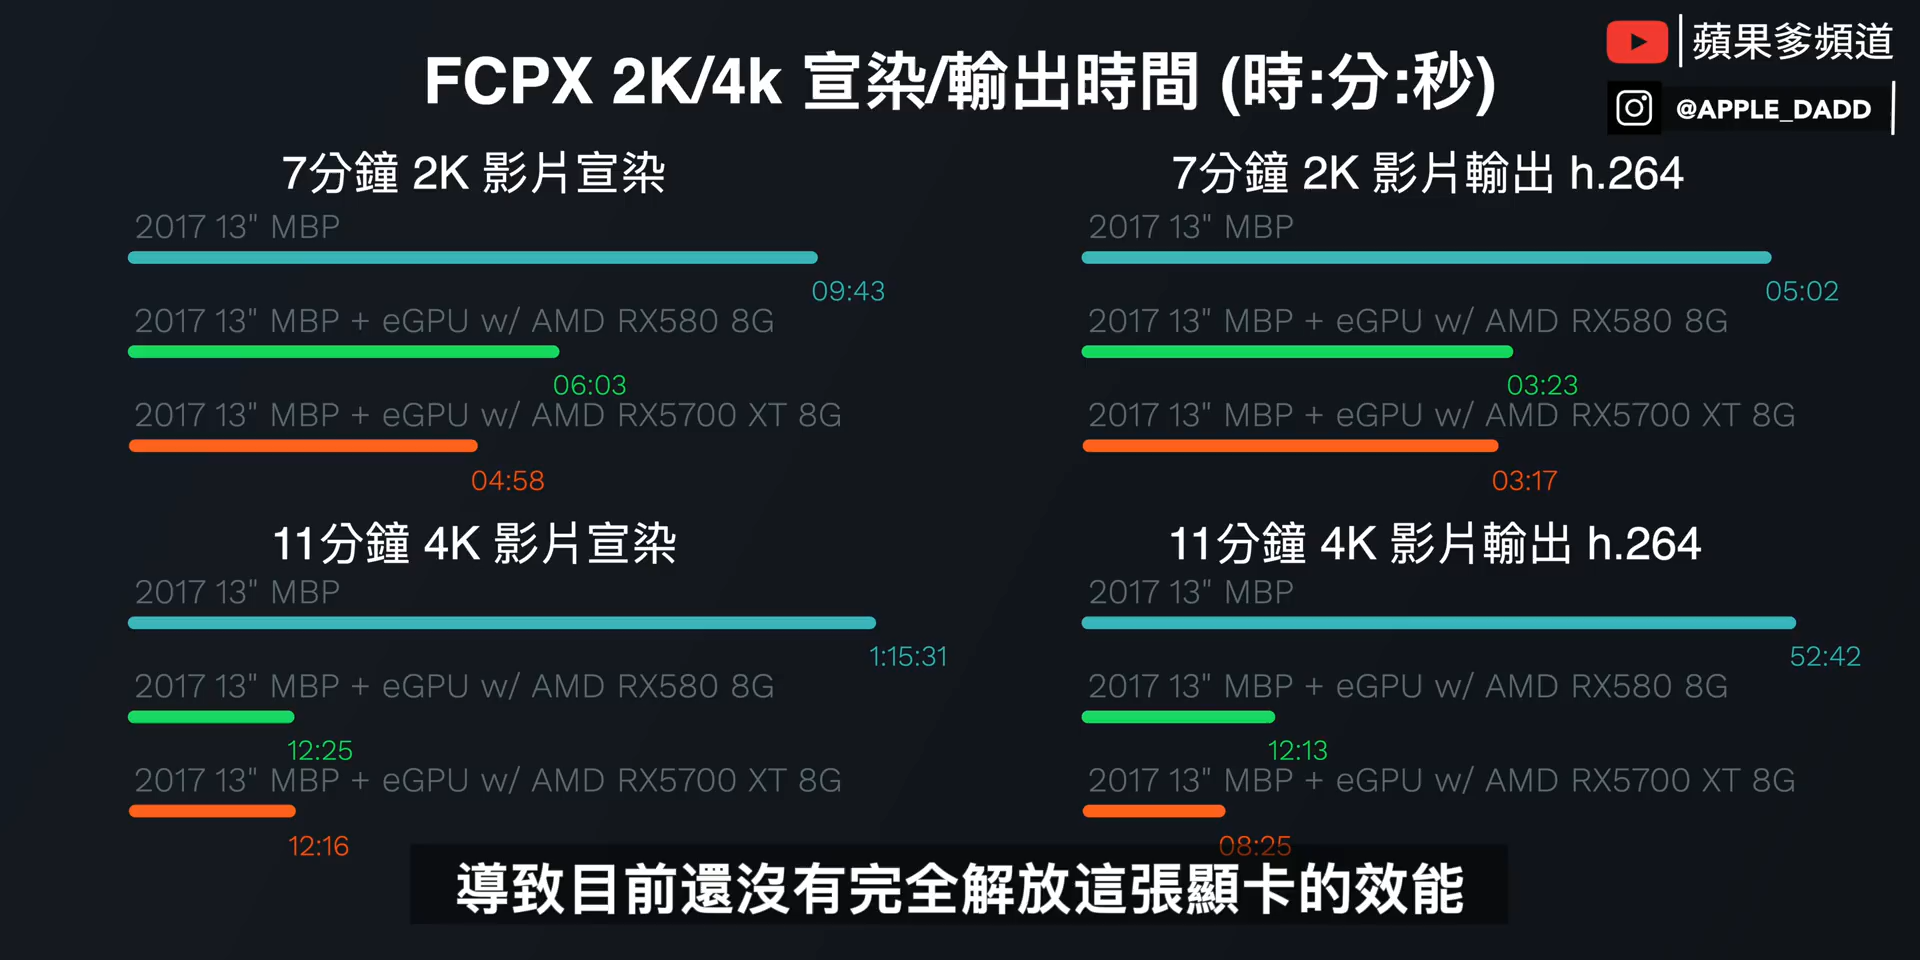 FCPX 2K/4k 宣染/輸出時間 (時:分:秒)
蘋果爹頻道
@APPLE_DADD
7分鐘 2K 影片宣染
2017 13" MBP
09:43
2017 13" MBP + eGPU w/ AMD RX580 8G
06:03
2017 13" MBP + eGPU w/ AMD RX5700 XT 8G
04:58
7分鐘 2K 影片輸出 h.264
2017 13" MBP
05:02
2017 13" MBP + eGPU w/ AMD RX580 8G
03:23
2017 13" MBP + eGPU w/ AMD RX5700 XT 8G
03:17
11分鐘 4K 影片宣染
2017 13" MBP
1:15:31
2017 13" MBP + eGPU w/ AMD RX580 8G
12:25
2017 13" MBP + eGPU w/ AMD RX5700 XT 8G
12:16
11分鐘 4K 影片輸出 h.264
2017 13" MBP
52:42
2017 13" MBP + eGPU w/ AMD RX580 8G
12:13
2017 13" MBP + eGPU w/ AMD RX5700 XT 8G
08:25
導致目前還沒有完全解放這張顯卡的效能